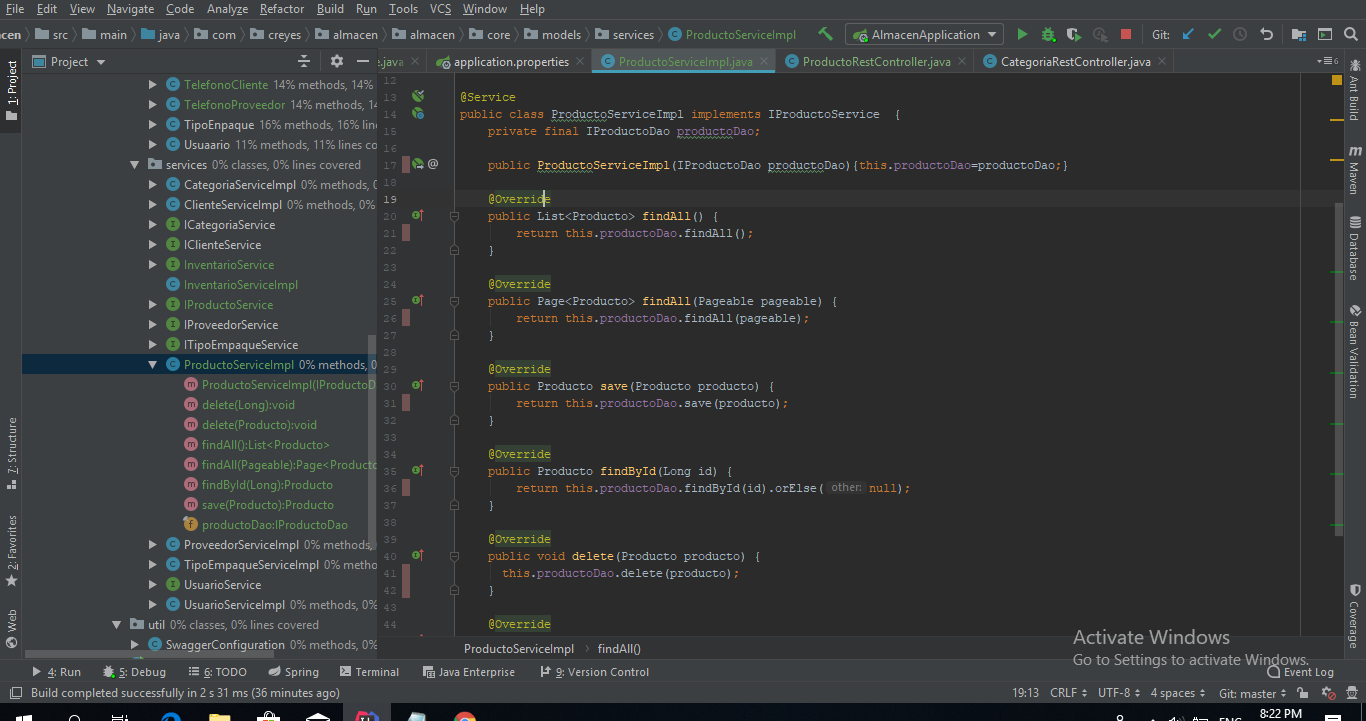 File Edit View Navigate Code Analyze Refactor Build Run Tools VCS Window Help
cen src main java com creyes almacen almacen core models services ProductoServiceImpl AlmacenApplication Git:
Project e.java application.properties ProductoServiceImpl.java ProductoRestController.java CategoriaRestController.java 6
1: Project
7: Structure
2: Favorites
Web
TelefonoCliente 14% methods, 14%
TelefonoProveedor 14% methods, 14
TipoEnpaque 16% methods, 16% line
Usuaario 11% methods, 11% lines co
services 0% classes, 0% lines covered
CategoriaServiceImpl 0% methods, 0
ClienteServiceImpl 0% methods, 0%
ICategoriaService
IClienteService
InventarioService
InventarioServiceImpl
IProductoService
IProveedorService
ITipoEmpaqueService
ProductoServiceImpl 0% methods, 0
ProductoServiceImpl(IProductoD
delete(Long):void
delete(Producto):void
findAll():List<Producto>
findAll(Pageable):Page<Producto
findById(Long):Producto
save(Producto):Producto
productoDao:IProductoDao
ProveedorServiceImpl 0% methods,
TipoEmpaqueServiceImpl 0% metho
UsuarioService
UsuarioServiceImpl 0% methods, 0%
util 0% classes, 0% lines covered
SwaggerConfiguration 0% methods, 0%
12
13 @Service
14 public class ProductoServiceImpl implements IProductoService {
15 private final IProductoDao productoDao;
16
17 @ public ProductoServiceImpl(IProductoDao productoDao){this.productoDao=productoDao;}
18
19 @Override
20 public List<Producto> findAll() {
21 return this.productoDao.findAll();
22 }
23
24 @Override
25 public Page<Producto> findAll(Pageable pageable) {
26 return this.productoDao.findAll(pageable);
27 }
28
29 @Override
30 public Producto save(Producto producto) {
31 return this.productoDao.save(producto);
32 }
33
34 @Override
35 public Producto findById(Long id) {
36 return this.productoDao.findById(id).orElse( other: null);
37 }
38
39 @Override
40 public void delete(Producto producto) {
41 this.productoDao.delete(producto);
42 }
43
44 @Override
ProductoServiceImpl findAll()
Ant Build
Maven
Database
Bean Validation
Coverage
Activate Windows
Go to Settings to activate Windows.
4: Run 5: Debug 6: TODO Spring Terminal Java Enterprise 9: Version Control Event Log
Build completed successfully in 2 s 31 ms (36 minutes ago) 19:13 CRLF UTF-8 4 spaces Git: master
8:22 PM